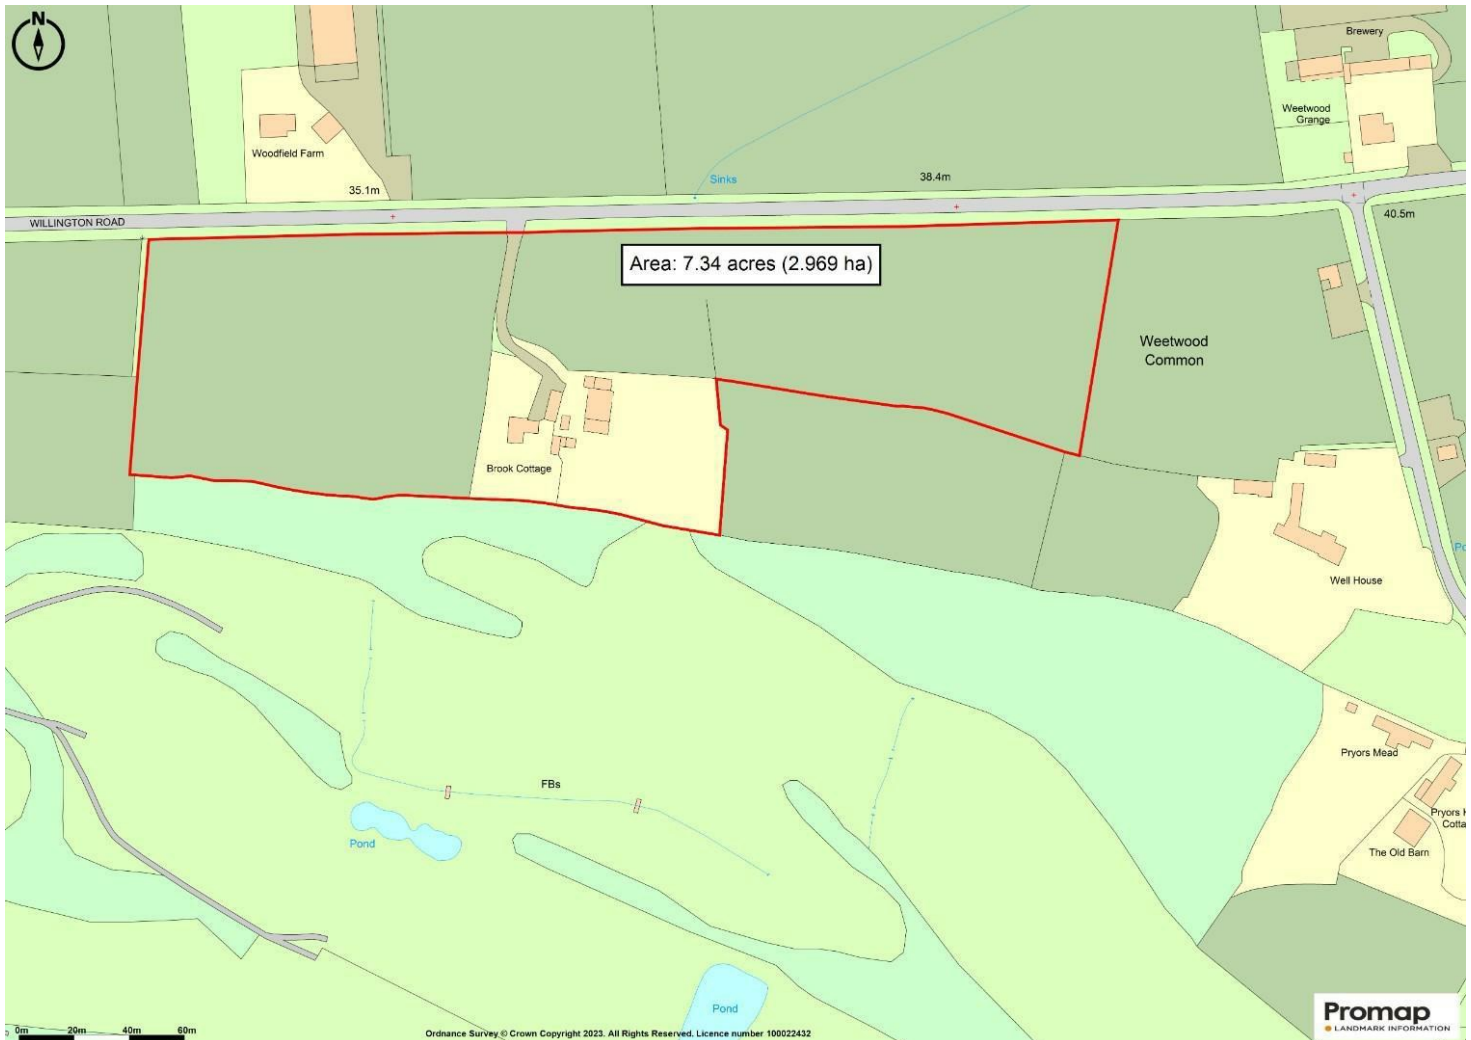 N
Brewery
Weetwood
Grange
Woodfield Farm
Sinks
38.4m
35.1m
40.5m
WILLINGTON ROAD
Area: 7.34 acres (2.969 ha)
Weetwood
Common
Brook Cottage
Well House
Pryors Mead
FBs
Pond
The Old Barn
Pond
0m 20m 40m 60m
Ordnance Survey © Crown Copyright 2023. All Rights Reserved. Licence number 100022432
Promap
LANDMARK INFORMATION
Pryors